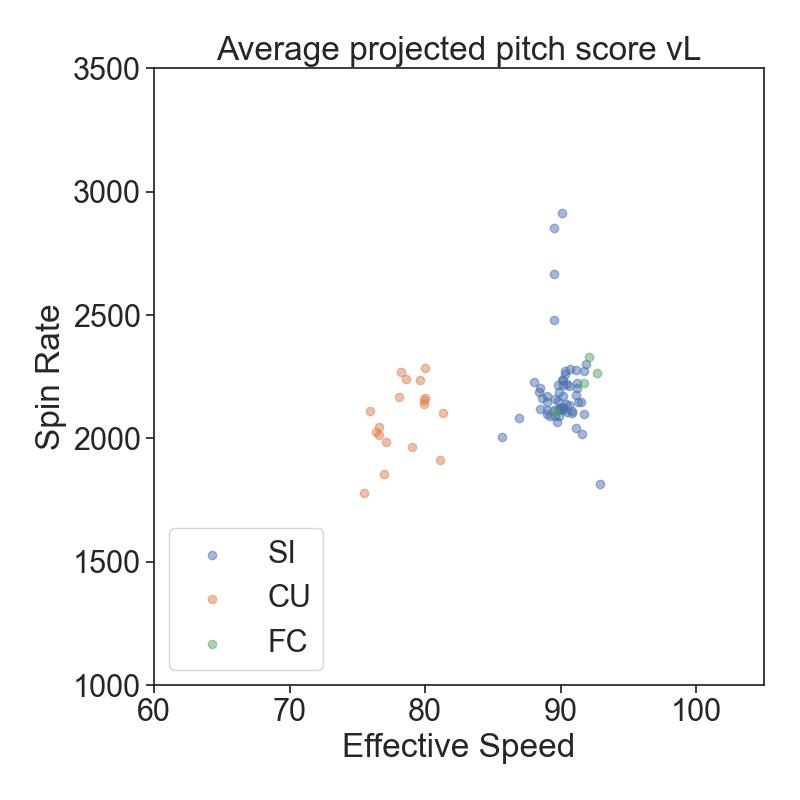 Average projected pitch score vL
3500
3000
2500
2000
1500
1000
Spin Rate
SI
CU
FC
60
70
80
90
100
Effective Speed